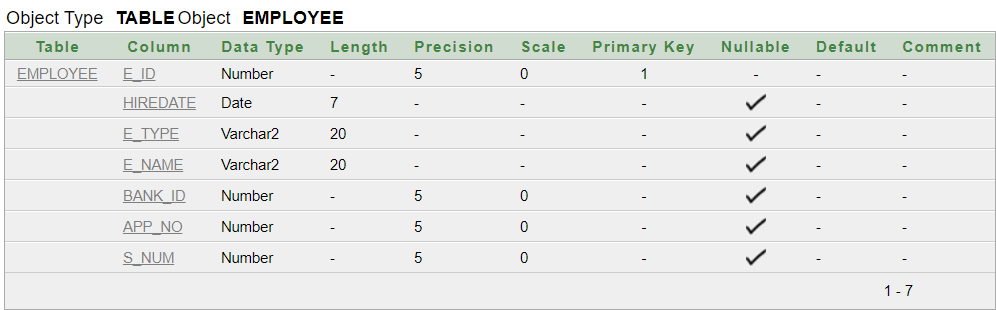 Object Type TABLE Object EMPLOYEE
Table Column Data Type Length Precision Scale Primary Key Nullable Default Comment
EMPLOYEE E_ID Number - 5 0 1 - - -
HIREDATE Date 7 - - - ✓ - -
E_TYPE Varchar2 20 - - - ✓ - -
E_NAME Varchar2 20 - - - ✓ - -
BANK_ID Number - 5 0 - ✓ - -
APP_NO Number - 5 0 - ✓ - -
S_NUM Number - 5 0 - ✓ - -
1 - 7